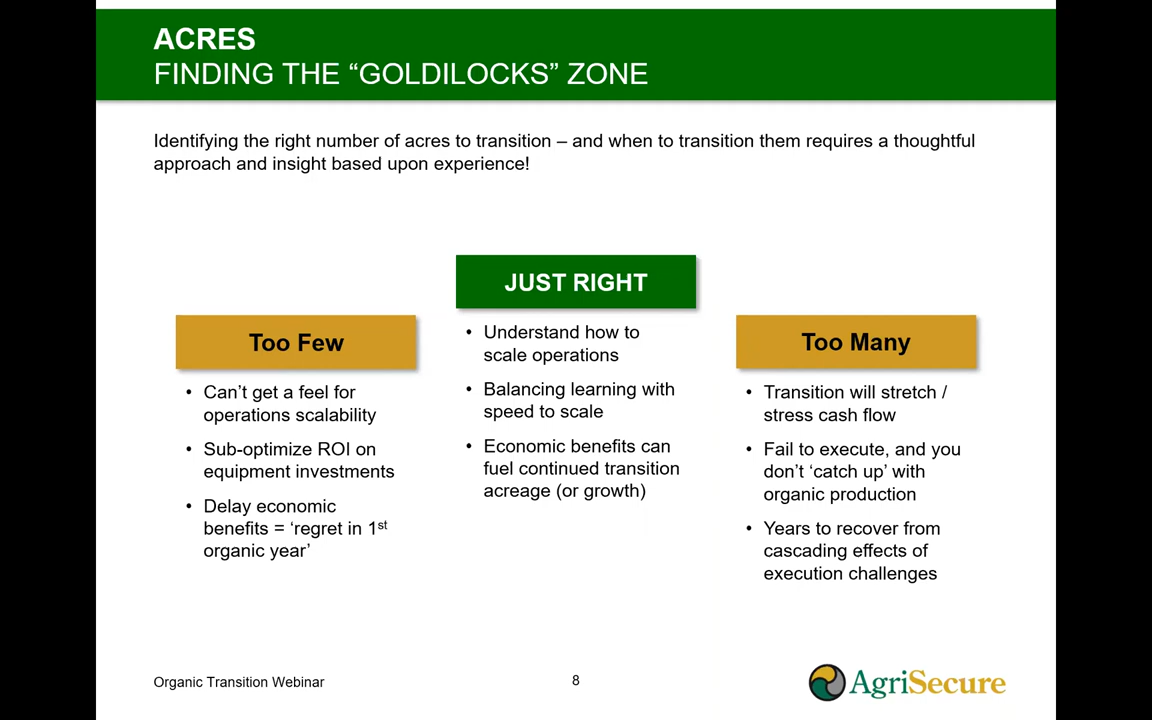 ACRES
FINDING THE “GOLDILOCKS” ZONE
Identifying the right number of acres to transition – and when to transition them requires a thoughtful
approach and insight based upon experience!
Too Few
• Can’t get a feel for
operations scalability
• Sub-optimize ROI on
equipment investments
• Delay economic
benefits = ‘regret in 1st
organic year’
JUST RIGHT
• Understand how to
scale operations
• Balancing learning with
speed to scale
• Economic benefits can
fuel continued transition
acreage (or growth)
Too Many
• Transition will stretch /
stress cash flow
• Fail to execute, and you
don’t ‘catch up’ with
organic production
• Years to recover from
cascading effects of
execution challenges
Organic Transition Webinar
8
AgriSecure